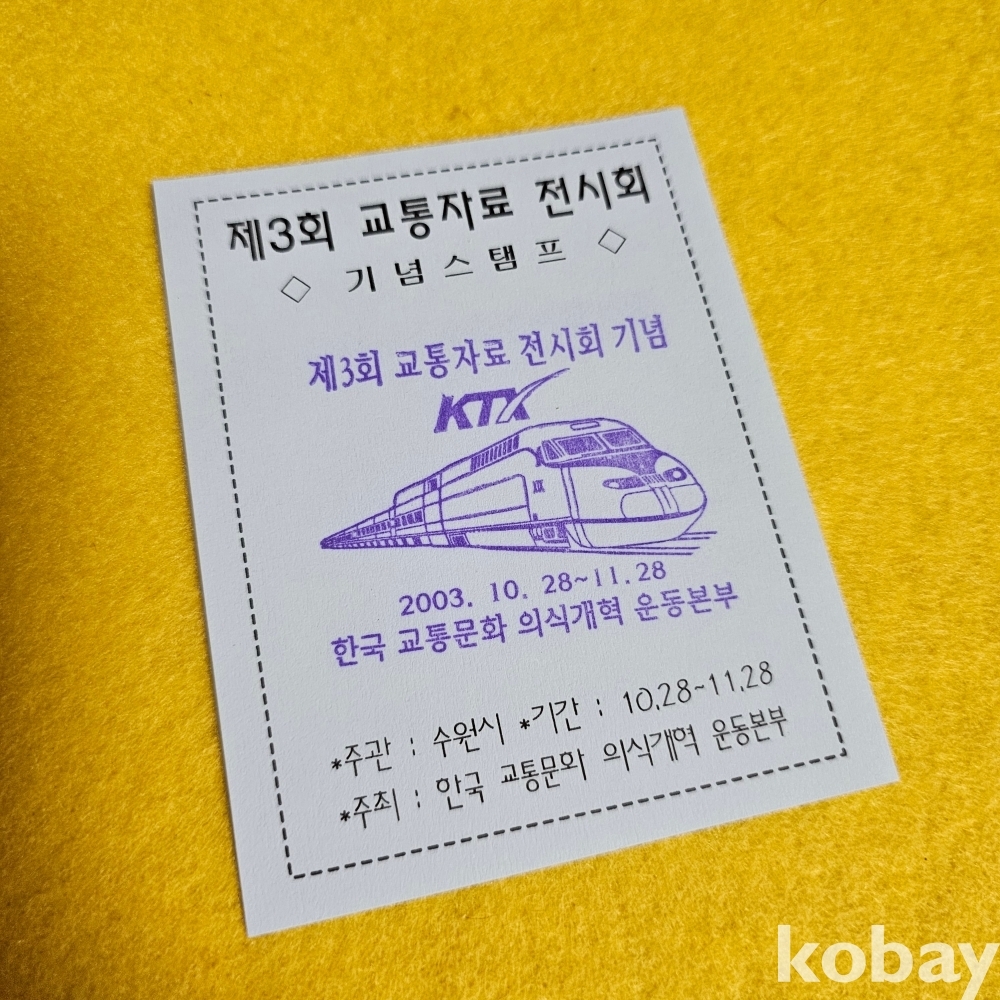 제3회 교통자료 전시회
◇ 기념스탬프 ◇
제3회 교통자료 전시회 기념
KTX
2003. 10. 28~11. 28
한국 교통문화 의식개혁 운동본부
*주관 : 수원시 *기간 : 10.28~11.28
*주최 : 한국 교통문화 의식개혁 운동본부
kobay